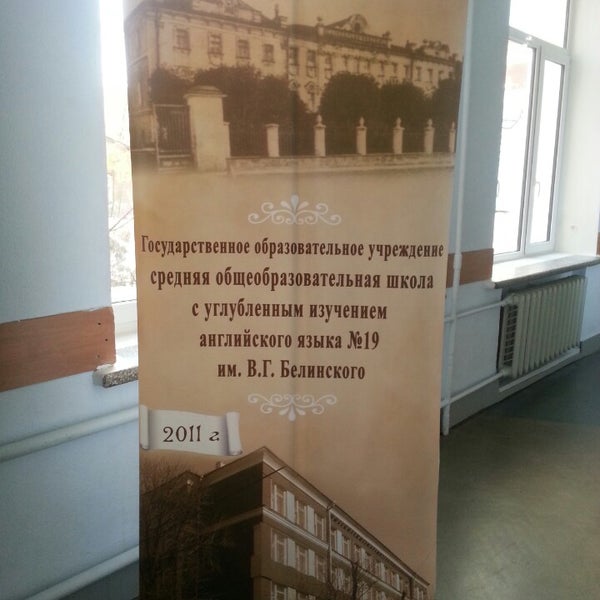 Государственное образовательное учреждение
средняя общеобразовательная школа
с углубленным изучением
английского языка №19
им. В.Г. Белинского
2011 г.